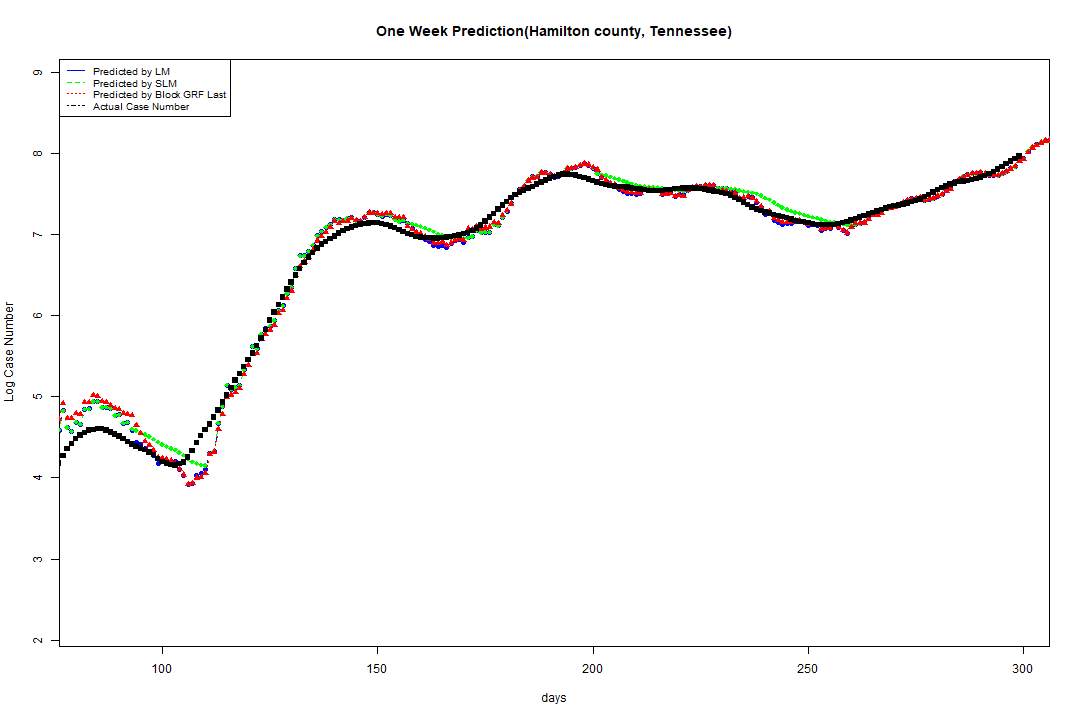 One Week Prediction(Hamilton county, Tennessee)
Predicted by LM
Predicted by SLM
Predicted by Block GRF Last
Actual Case Number
9
8
7
6
5
4
3
2
Log Case Number
100 150 200 250 300
days